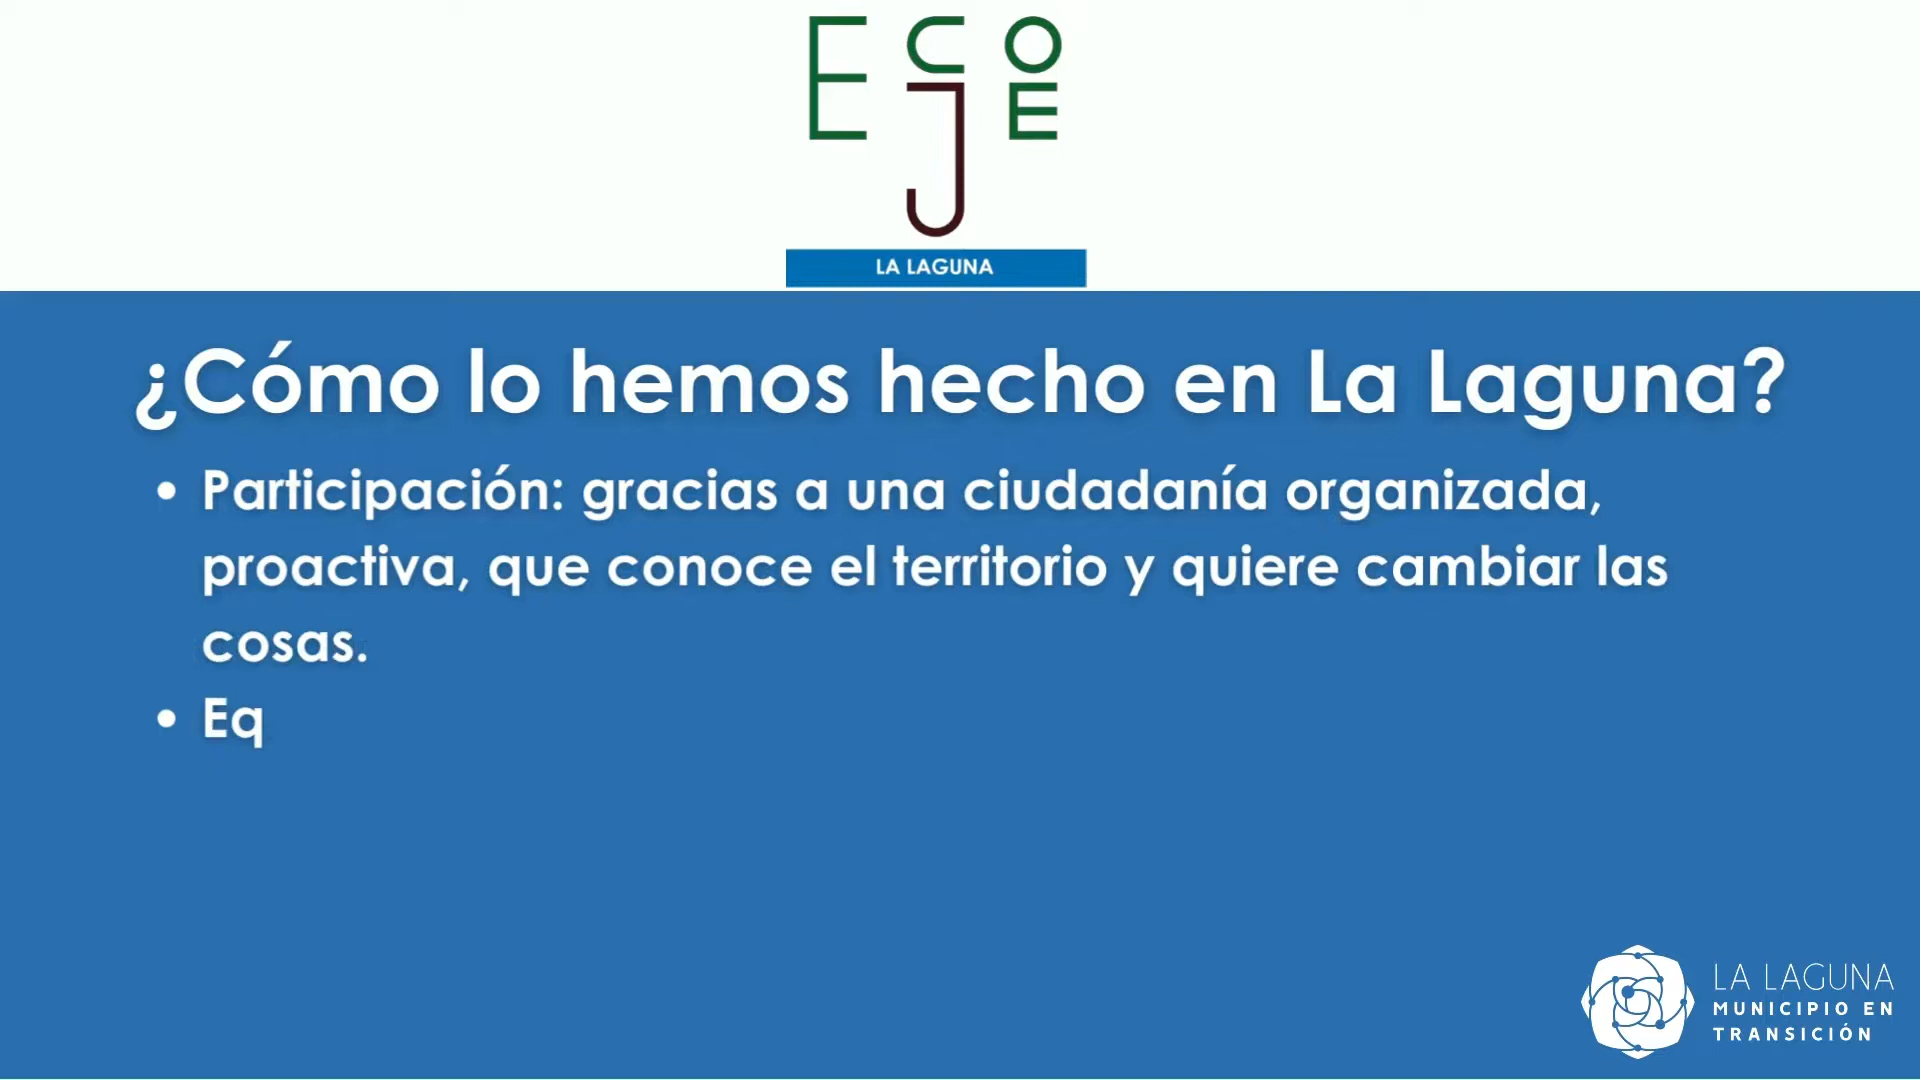 ECO
EJE
LA LAGUNA
¿Cómo lo hemos hecho en La Laguna?
• Participación: gracias a una ciudadanía organizada,
proactiva, que conoce el territorio y quiere cambiar las
cosas.
• Eq
LA LAGUNA
MUNICIPIO EN
TRANSICIÓN